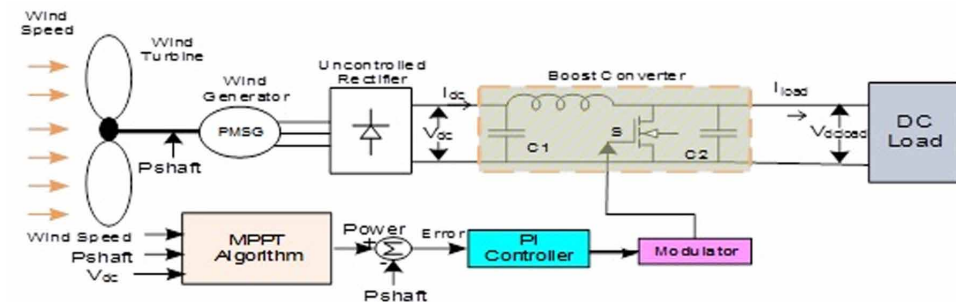 Wind
Speed
Wind
Turbine
Pshaft
Wind
Generator
PMSG
Uncontrolled
Rectifier
Idc
Vdc
Boost Converter
C1
S
C2
Iload
Vdcload
DC
Load
Wind Speed
Pshaft
Vdc
MPPT
Algorithm
Power
+
Σ
-
Pshaft
Error
PI
Controller
Modulator